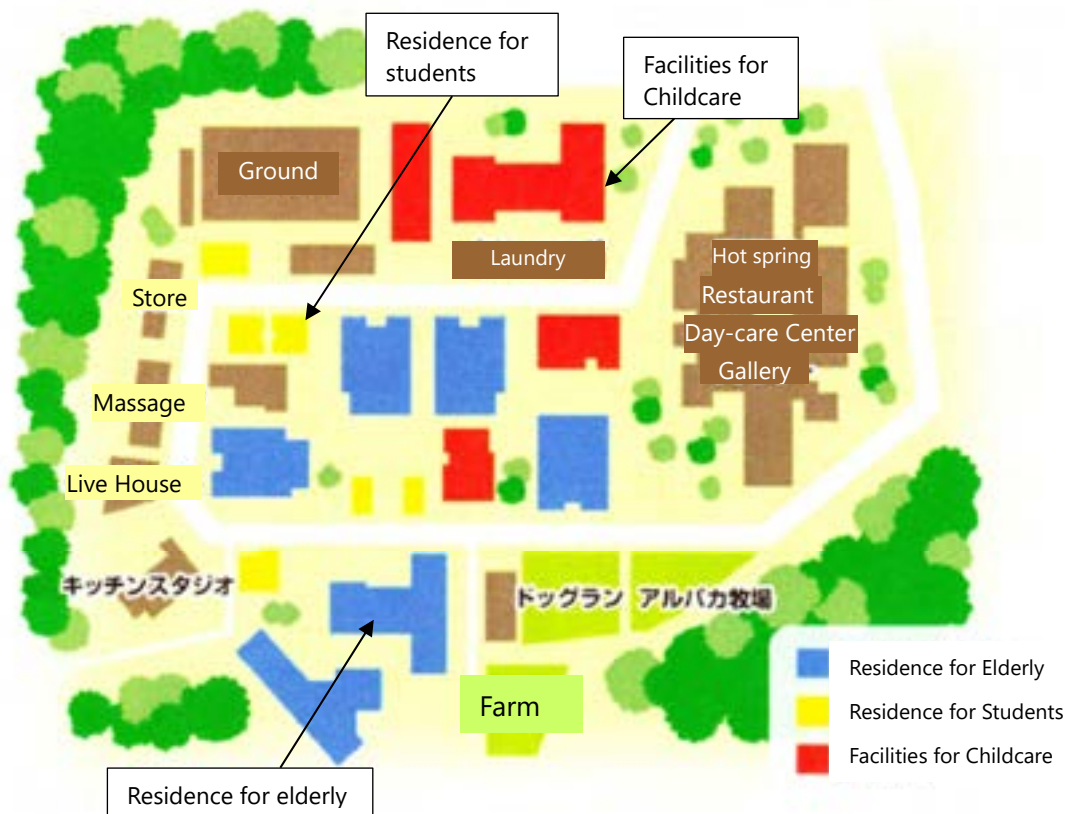 Residence for
students
Facilities for
Childcare
Ground
Laundry
Hot spring
Restaurant
Day-care Center
Gallery
Store
Massage
Live House
キッチンスタジオ
ドッグラン アルパカ牧場
Farm
Residence for Elderly
Residence for Students
Facilities for Childcare
Residence for elderly